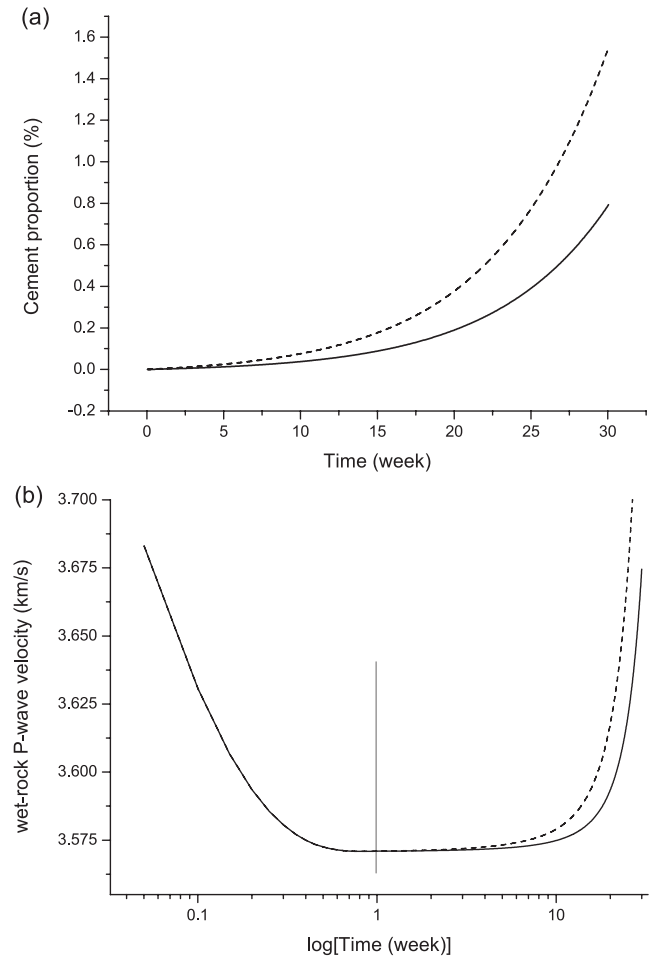 (a)
Cement proportion (%)
1.6
1.4
1.2
1.0
0.8
0.6
0.4
0.2
0.0
-0.2
0 5 10 15 20 25 30
Time (week)
(b)
wet-rock P-wave velocity (km/s)
3.700
3.675
3.650
3.625
3.600
3.575
0.1 1 10
log[Time (week)]